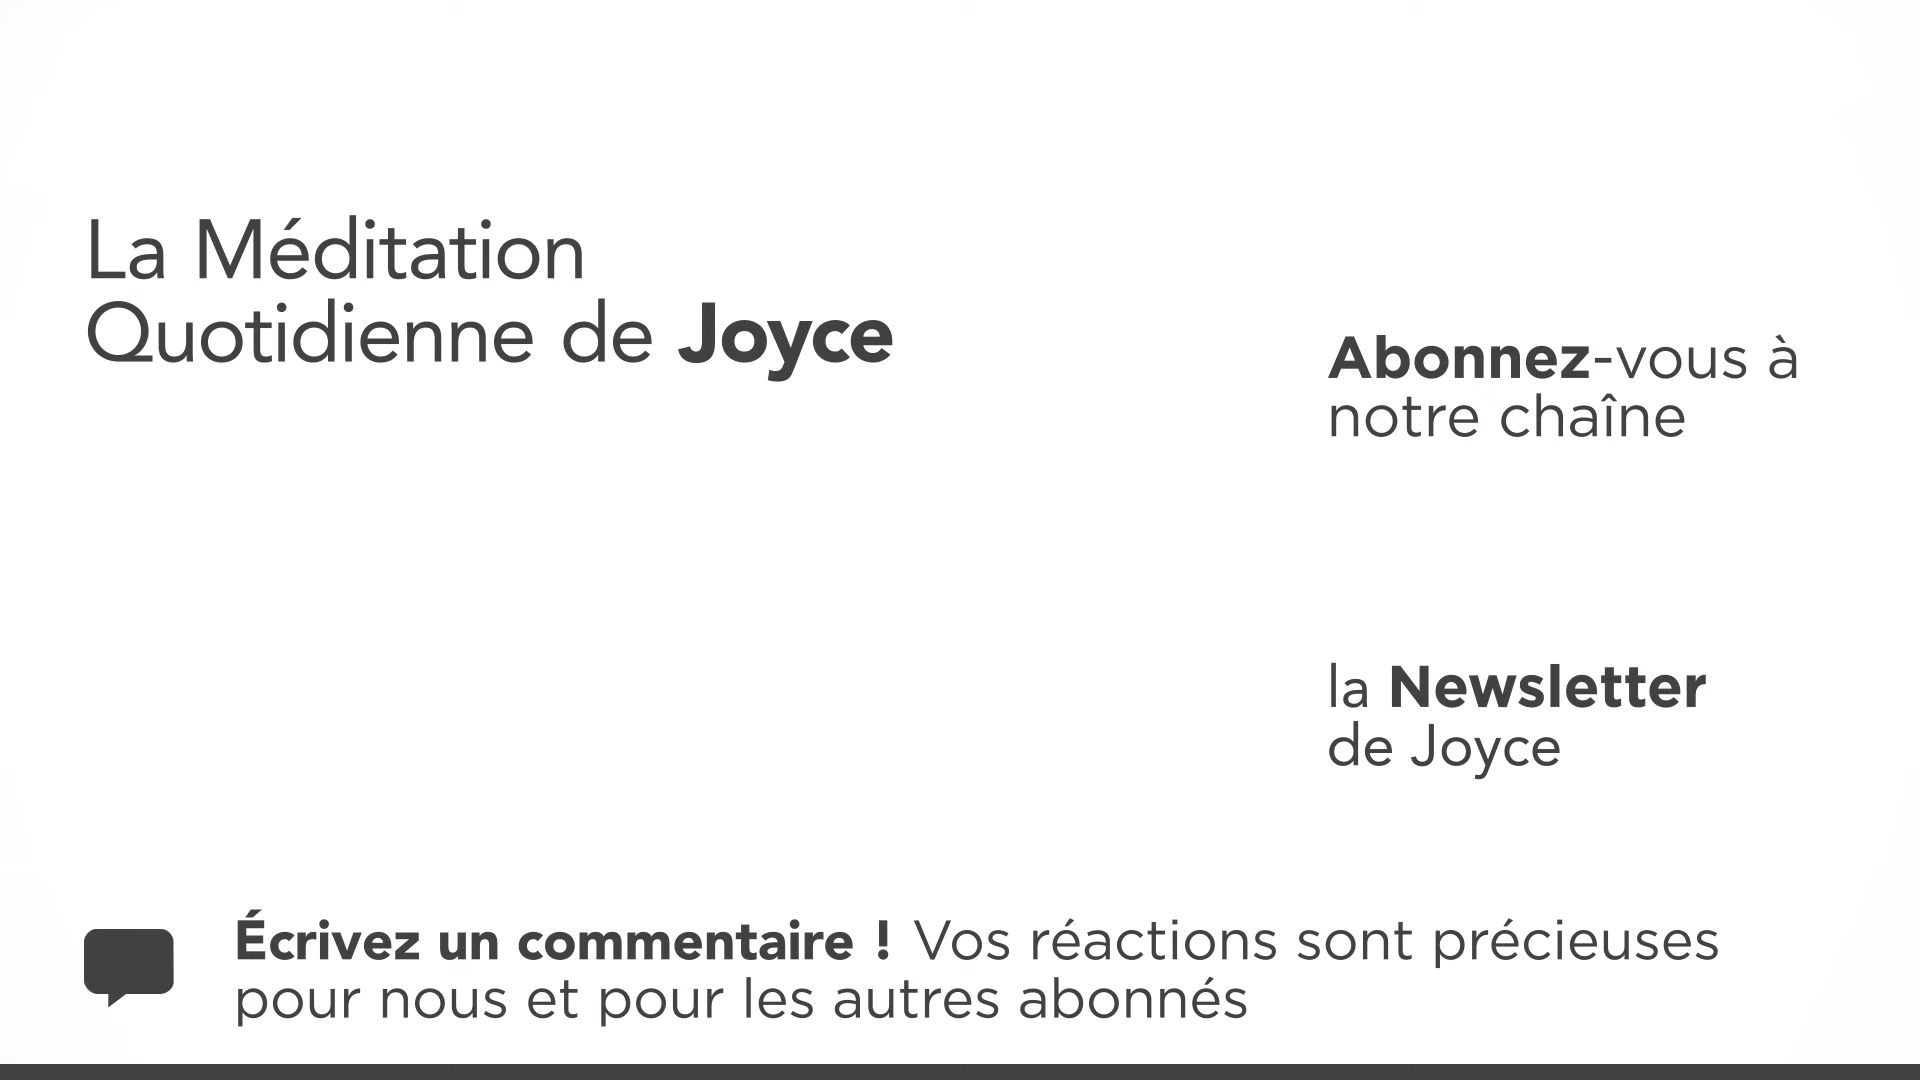 La Méditation
Quotidienne de Joyce
Abonnez-vous à
notre chaîne
la Newsletter
de Joyce
Écrivez un commentaire ! Vos réactions sont précieuses
pour nous et pour les autres abonnés